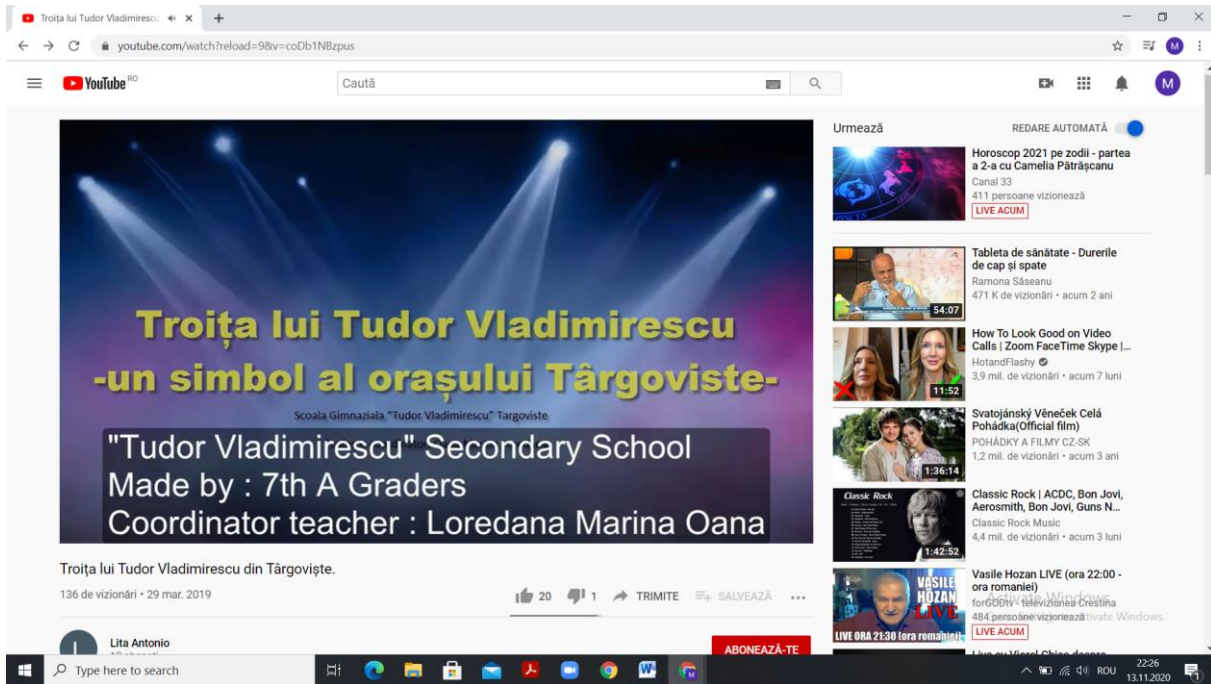 Troița lui Tudor Vladimirescu
youtube.com/watch?reload=9&v=coDb1NBzpus
M
YouTube RO
Caută
M
Troița lui Tudor Vladimirescu
-un simbol al orașului Târgoviste-
Scoala Gimnaziala "Tudor Vladimirescu" Targoviste
"Tudor Vladimirescu" Secondary School
Made by : 7th A Graders
Coordinator teacher : Loredana Marina Oana
Troița lui Tudor Vladimirescu din Târgoviște.
136 de vizionări • 29 mar. 2019
20 1 TRIMITE SALVEAZĂ
L
Lita Antonio
ABONEAZĂ-TE
Urmează
REDARE AUTOMATĂ
PISCES
Horoscop 2021 pe zodii - partea
a 2-a cu Camelia Pătrășcanu
Canal 33
411 persoane vizionează
LIVE ACUM
54:07
Tableta de sănătate - Durerile
de cap și spate
Ramona Săseanu
471 K de vizionări • acum 2 ani
11:52
How To Look Good on Video
Calls | Zoom FaceTime Skype |...
HotandFlashy
3,9 mil. de vizionări • acum 7 luni
1:36:14
Svatojánský Věneček Celá
Pohádka(Official film)
POHÁDKY A FILMY CZ-SK
1,2 mil. de vizionări • acum 3 ani
Classic Rock
1:42:52
Classic Rock | ACDC, Bon Jovi,
Aerosmith, Bon Jovi, Guns N...
Classic Rock Music
4,4 mil. de vizionări • acum 3 luni
VASILE
HOZAN
LIVE
LIVE ORA 21:30 (ora romaniei)
Vasile Hozan LIVE (ora 22:00 -
ora romaniei)
forGODtv - televiziunea Crestina
484 persoane vizionează
LIVE ACUM
Activate Windows
Type here to search
ROU
22:26
13.11.2020